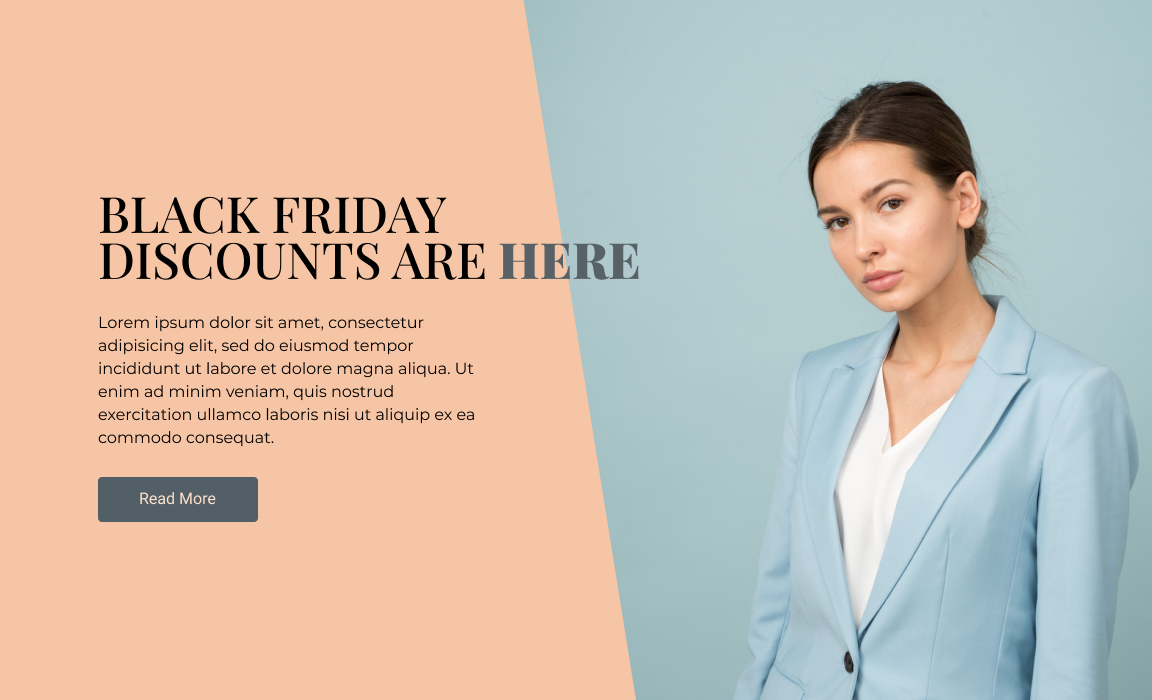 BLACK FRIDAY
DISCOUNTS ARE HERE
Lorem ipsum dolor sit amet, consectetur
adipisicing elit, sed do eiusmod tempor
incididunt ut labore et dolore magna aliqua. Ut
enim ad minim veniam, quis nostrud
exercitation ullamco laboris nisi ut aliquip ex ea
commodo consequat.
Read More